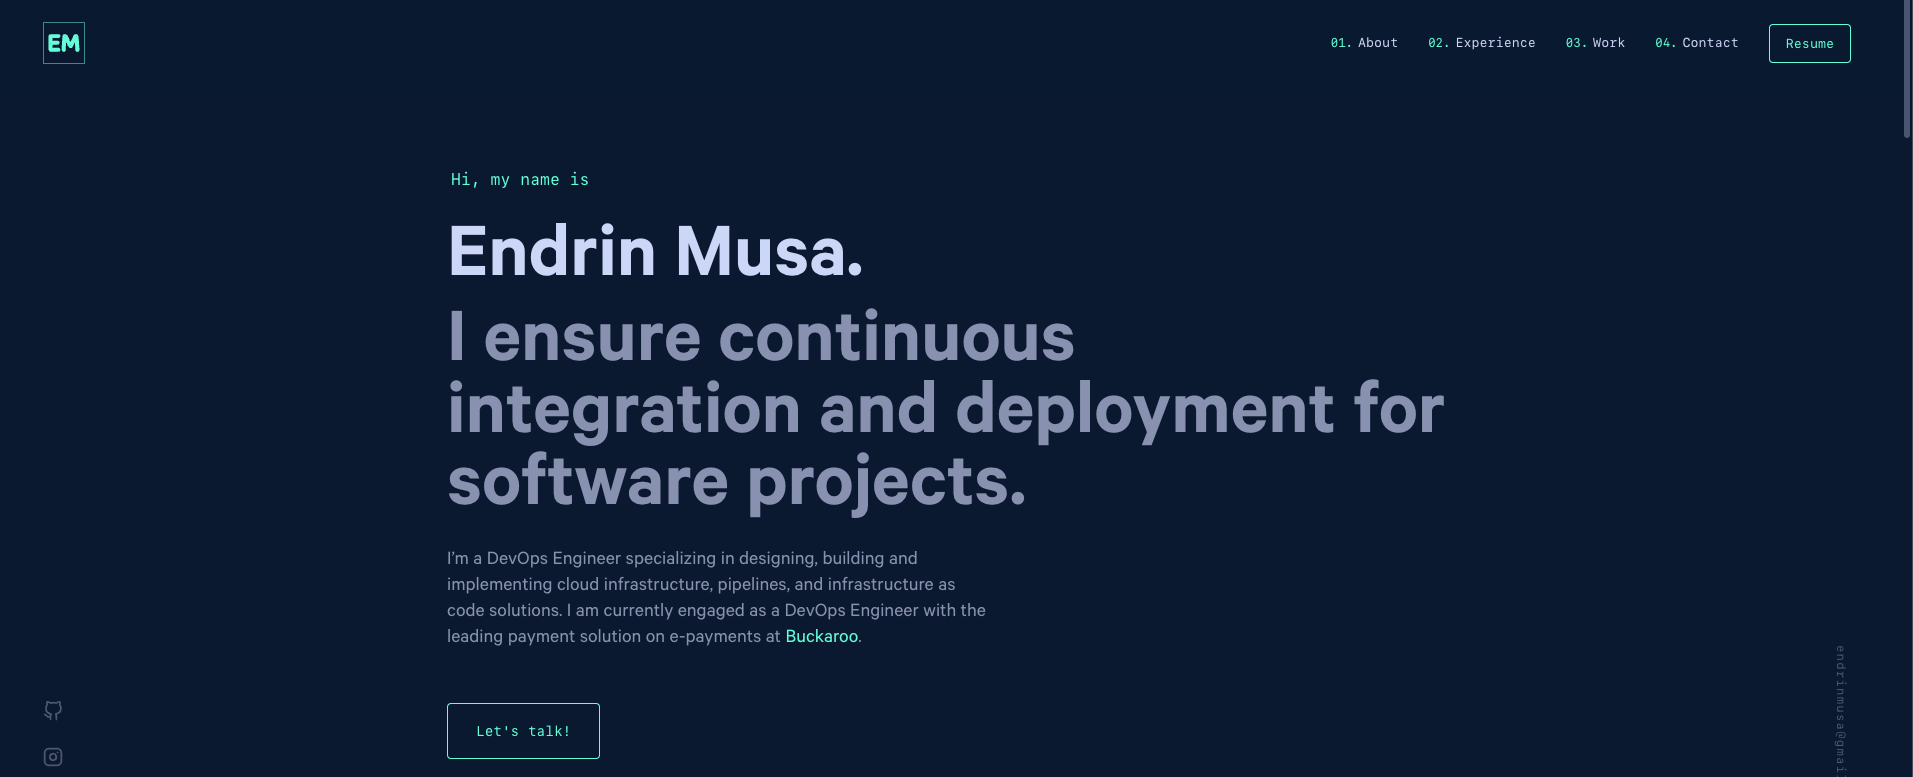 EM
01. About 02. Experience 03. Work 04. Contact Resume
Hi, my name is
Endrin Musa.
I ensure continuous
integration and deployment for
software projects.
I'm a DevOps Engineer specializing in designing, building and
implementing cloud infrastructure, pipelines, and infrastructure as
code solutions. I am currently engaged as a DevOps Engineer with the
leading payment solution on e-payments at Buckaroo.
Let's talk!
endrinmusa@gmai